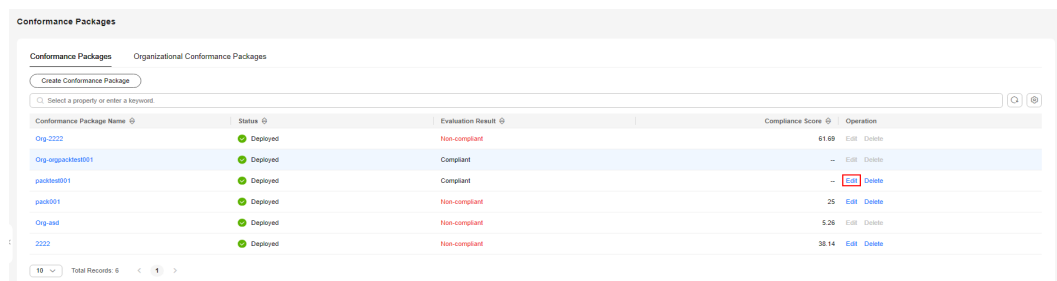 Conformance Packages
Conformance Packages Organizational Conformance Packages
Create Conformance Package
Select a property or enter a keyword.
Conformance Package Name Status Evaluation Result Compliance Score Operation
Org-2222 Deployed Non-compliant 61.69 Edit Delete
Org-orgpacktest001 Deployed Compliant -- Edit Delete
packtest001 Deployed Compliant -- Edit Delete
pack001 Deployed Non-compliant 25 Edit Delete
Org-asd Deployed Non-compliant 5.26 Edit Delete
2222 Deployed Non-compliant 38.14 Edit Delete
10 Total Records: 6 < 1 >